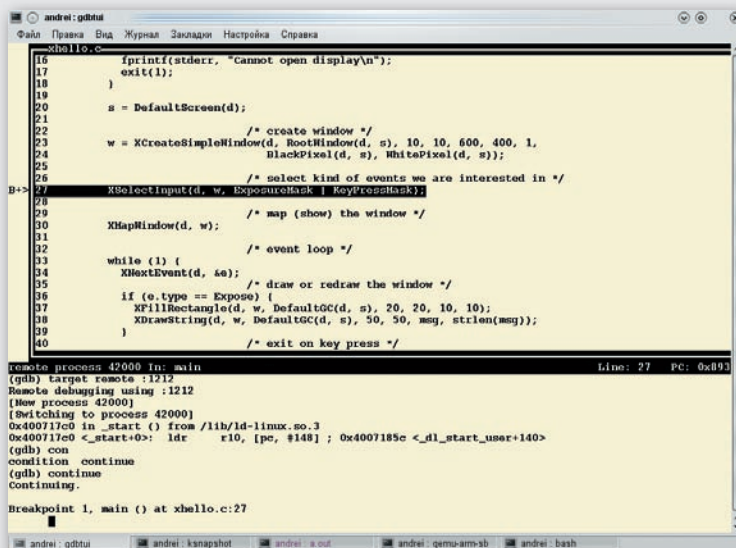 andrei : gdbtui
Файл Правка Вид Журнал Закладки Настройка Справка
xhello.c
16 fprintf(stderr, "Cannot open display\n");
17 exit(1);
18 }
19
20 s = DefaultScreen(d);
21
22 /* create window */
23 w = XCreateSimpleWindow(d, RootWindow(d, s), 10, 10, 600, 400, 1,
24 BlackPixel(d, s), WhitePixel(d, s));
25
26 /* select kind of events we are interested in */
B+> 27 XSelectInput(d, w, ExposureMask | KeyPressMask);
28
29 /* map (show) the window */
30 XMapWindow(d, w);
31
32 /* event loop */
33 while (1) {
34 XNextEvent(d, &e);
35 /* draw or redraw the window */
36 if (e.type == Expose) {
37 XFillRectangle(d, w, DefaultGC(d, s), 20, 20, 10, 10);
38 XDrawString(d, w, DefaultGC(d, s), 50, 50, msg, strlen(msg));
39 }
40 /* exit on key press */
remote process 42000 In: main Line: 27 PC: 0x893
(gdb) target remote :1212
Remote debugging using :1212
[New process 42000]
[Switching to process 42000]
0x400717c0 in _start () from /lib/ld-linux.so.3
0x400717c0 <_start+0>: ldr r10, [pc, #148] ; 0x4007185c <_dl_start_user+140>
(gdb) con
condition continue
(gdb) continue
Continuing.
Breakpoint 1, main () at xhello.c:27
andrei : gdbtui andrei : ksnapshot andrei : a.out andrei : qemu-arm-sb andrei : bash